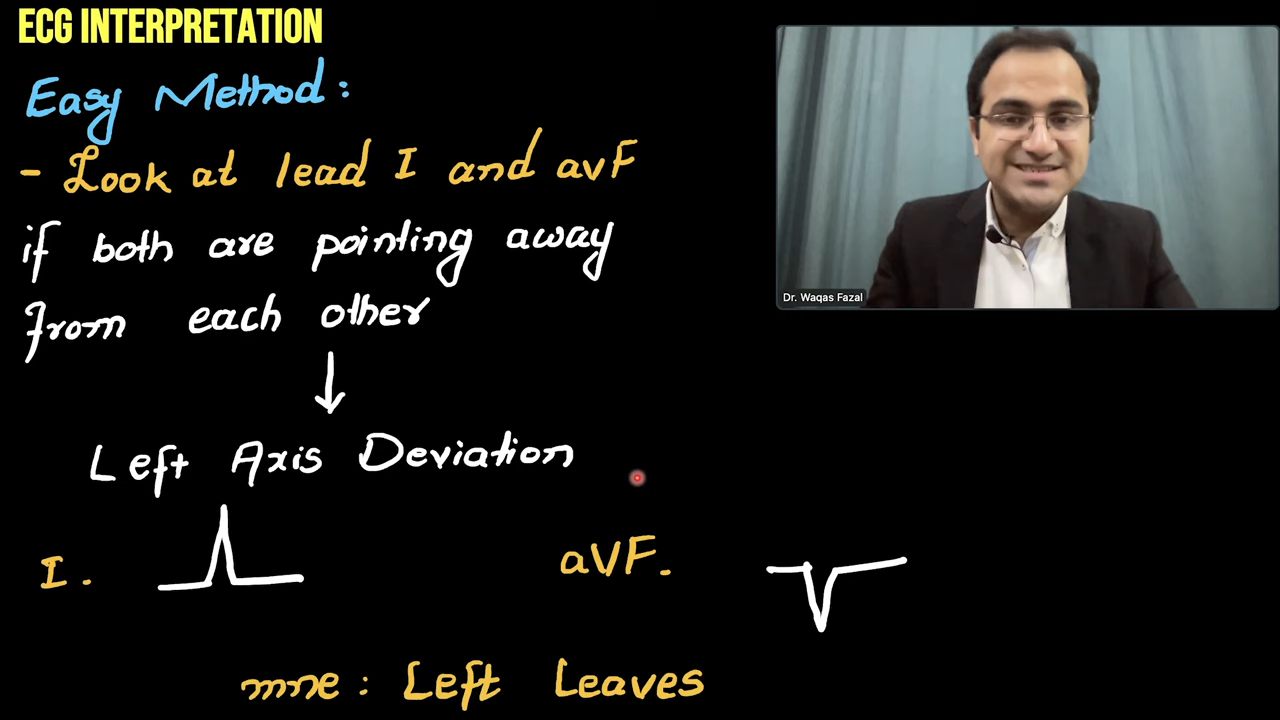 ECG INTERPRETATION
Easy Method:
- Look at lead I and avF
if both are pointing away
from each other
Left Axis Deviation
I. aVF.
mne: Left Leaves
Dr. Waqas Fazal